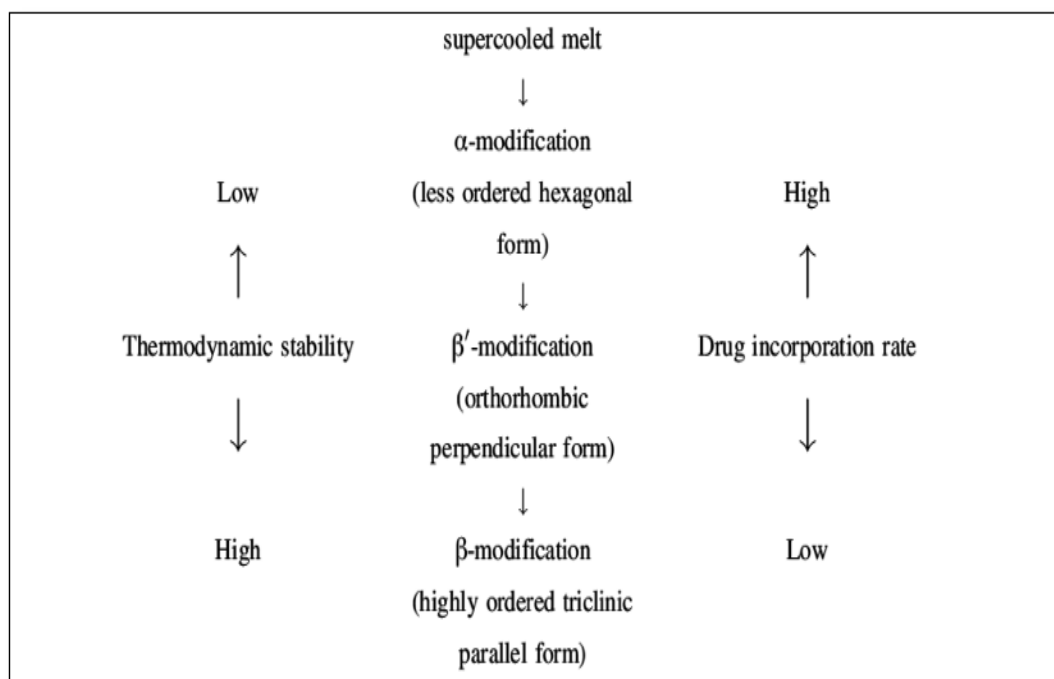 supercooled melt
↓
α-modification
Low (less ordered hexagonal High
form)
↑ ↑
↓
Thermodynamic stability β′-modification Drug incorporation rate
(orthorhombic
↓ ↓
perpendicular form)
↓
High β-modification Low
(highly ordered triclinic
parallel form)